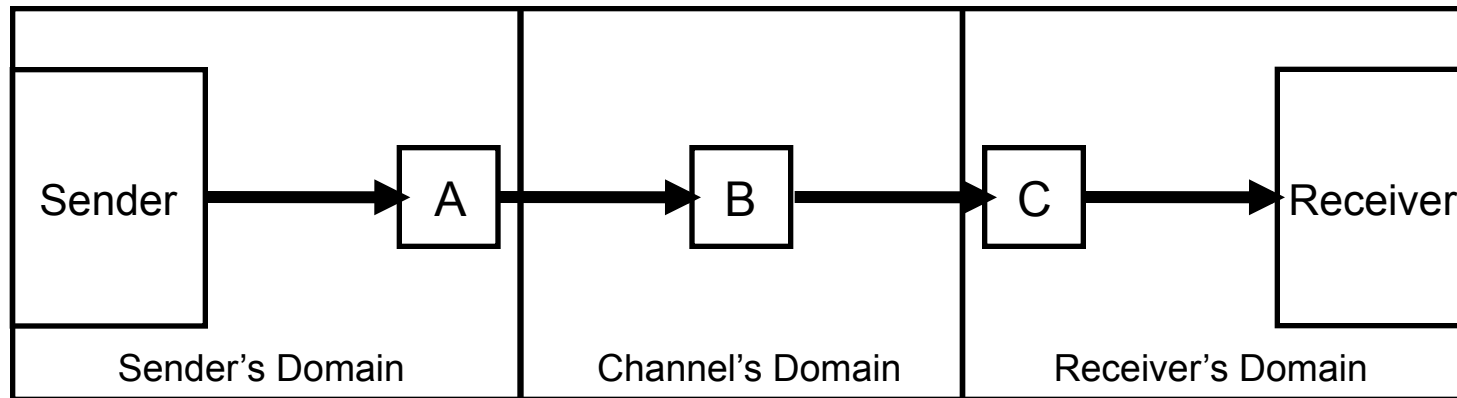 Sender
A
B
C
Receiver
Sender’s Domain
Channel’s Domain
Receiver’s Domain